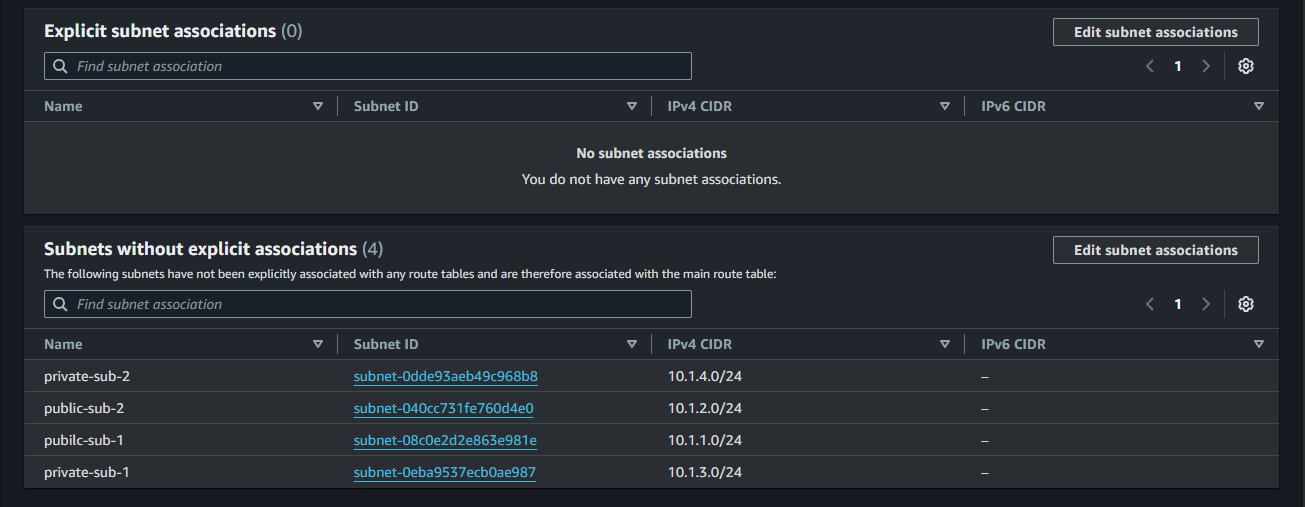 Explicit subnet associations (0)
Edit subnet associations
Find subnet association
1
Name Subnet ID IPv4 CIDR IPv6 CIDR
No subnet associations
You do not have any subnet associations.
Subnets without explicit associations (4)
Edit subnet associations
The following subnets have not been explicitly associated with any route tables and are therefore associated with the main route table:
Find subnet association
1
Name Subnet ID IPv4 CIDR IPv6 CIDR
private-sub-2 subnet-0dde93aeb49c968b8 10.1.4.0/24 –
public-sub-2 subnet-040cc731fe760d4e0 10.1.2.0/24 –
pubilc-sub-1 subnet-08c0e2d2e863e981e 10.1.1.0/24 –
private-sub-1 subnet-0eba9537ecb0ae987 10.1.3.0/24 –